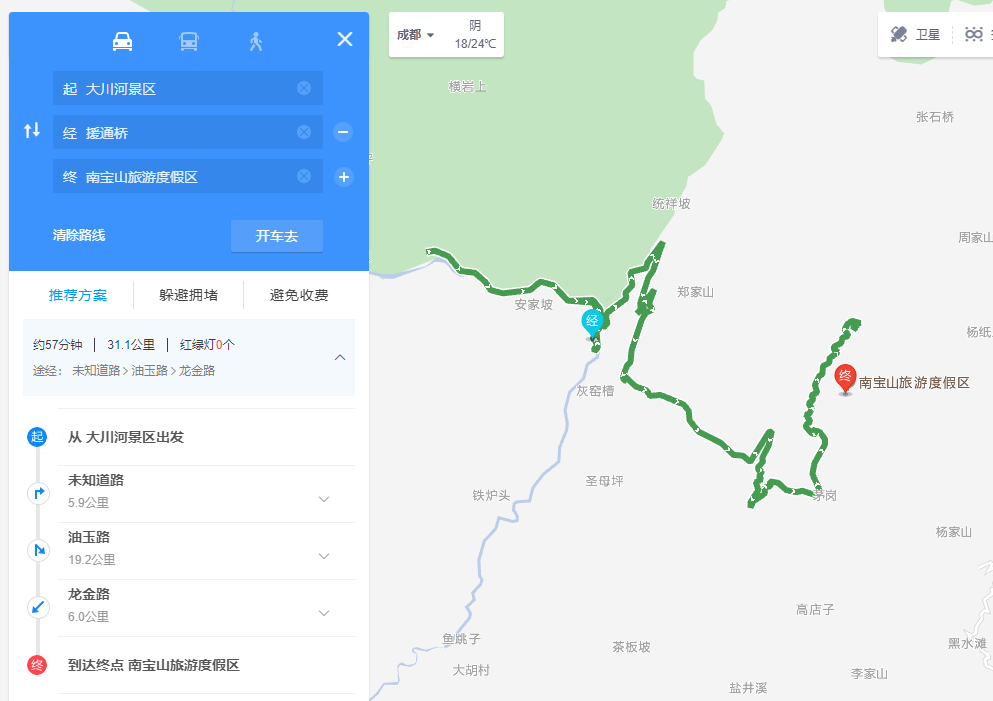 起 大川河景区
经 援通桥
终 南宝山旅游度假区
清除路线
开车去
推荐方案
躲避拥堵
避免收费
约57分钟 | 31.1公里 | 红绿灯0个
途经： 未知道路 > 油玉路 > 龙金路
起 从 大川河景区出发
未知道路
5.9公里
油玉路
19.2公里
龙金路
6.0公里
终 到达终点 南宝山旅游度假区
成都
阴
18/24℃
卫星
横岩上
张石桥
统祥坡
周家山
郑家山
安家坡
经
杨纸
终 南宝山旅游度假区
灰窑槽
圣母坪
铁炉头
茅岗
杨家山
高店子
鱼跳子
茶板坡
黑水滩
大胡村
李家山
盐井溪